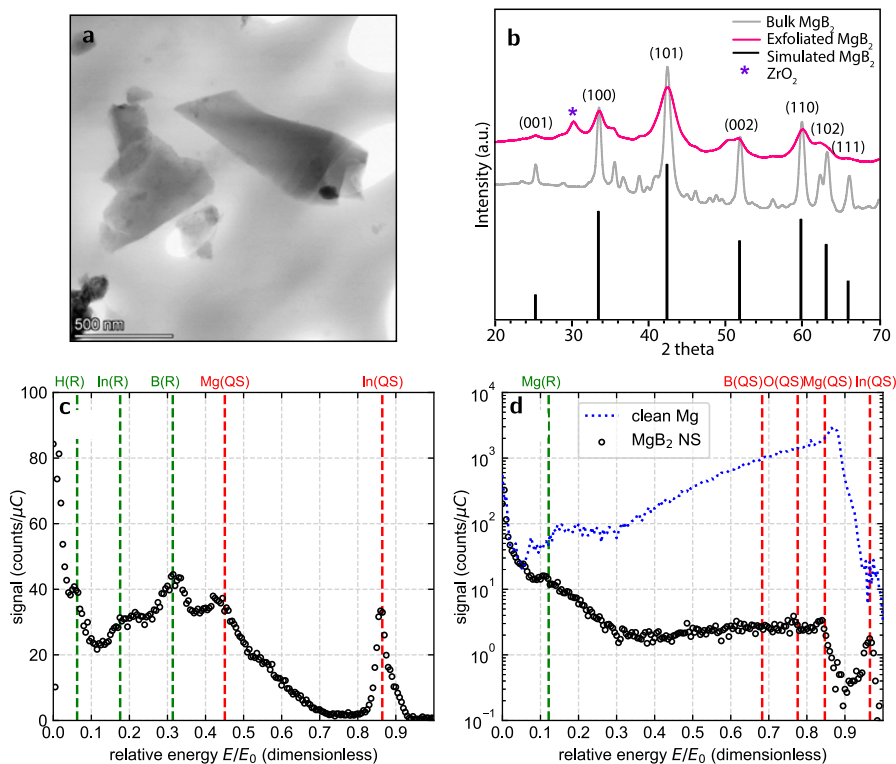 a
500 nm
b
Bulk MgB2
Exfoliated MgB2
Simulated MgB2
* ZrO2
(001)
*
(100)
(101)
(002)
(110)
(102)
(111)
Intensity (a.u.)
20 30 40 50 60 70
2 theta
H(R) In(R) B(R) Mg(QS) In(QS)
c
100
80
60
40
20
0
signal (counts/μC)
0.0 0.1 0.2 0.3 0.4 0.5 0.6 0.7 0.8 0.9
relative energy E/E0 (dimensionless)
Mg(R) B(QS) O(QS) Mg(QS) In(QS)
d
clean Mg
MgB2 NS
10^4
10^3
10^2
10^1
10^0
10^−1
signal (counts/μC)
0.0 0.1 0.2 0.3 0.4 0.5 0.6 0.7 0.8 0.9
relative energy E/E0 (dimensionless)